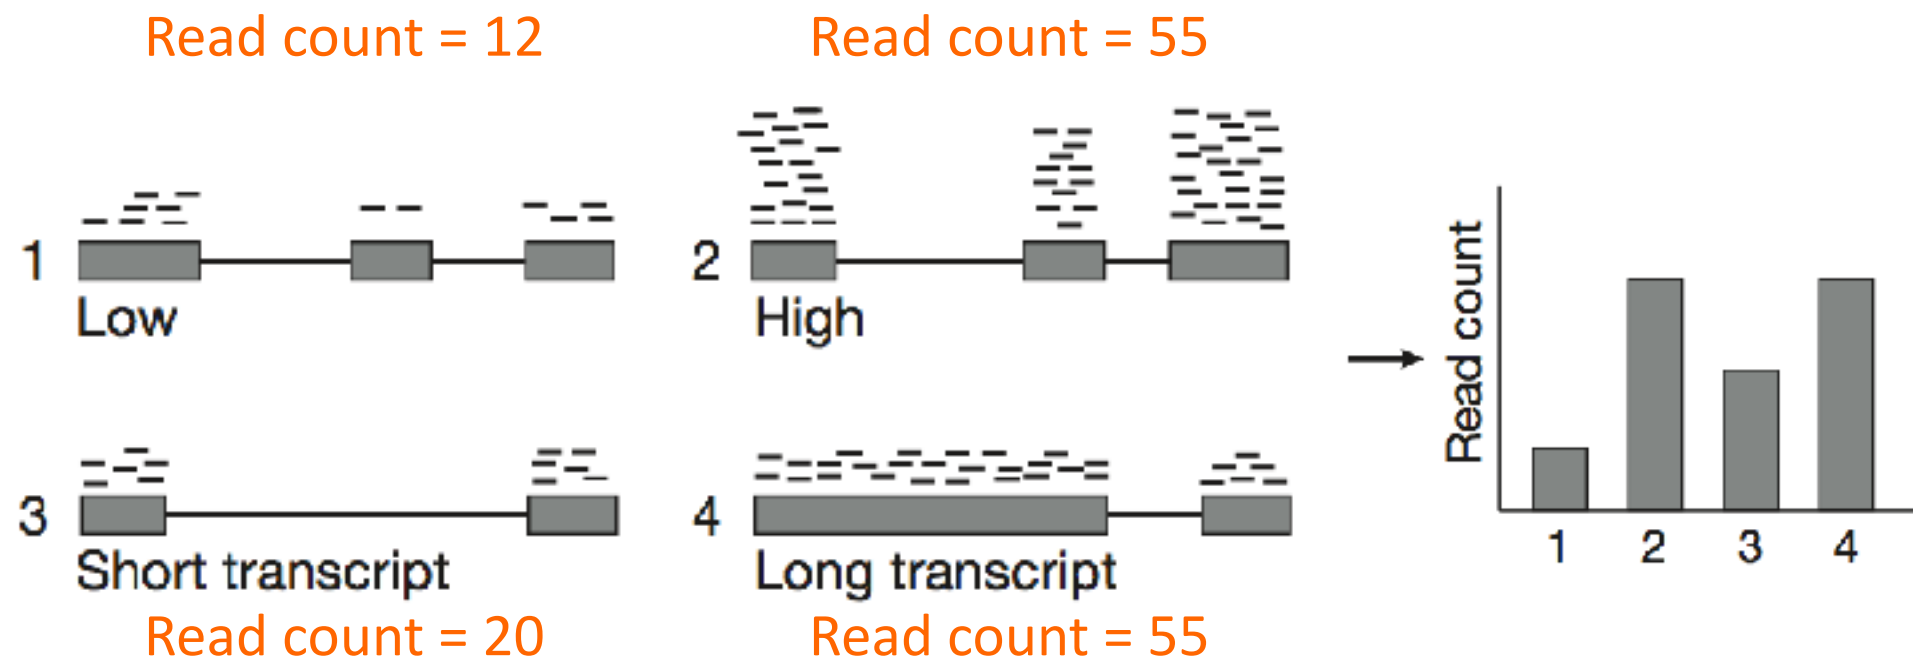 Read count = 12
Read count = 55
1
Low
2
High
3
Short transcript
Read count = 20
4
Long transcript
Read count = 55
Read count
1 2 3 4